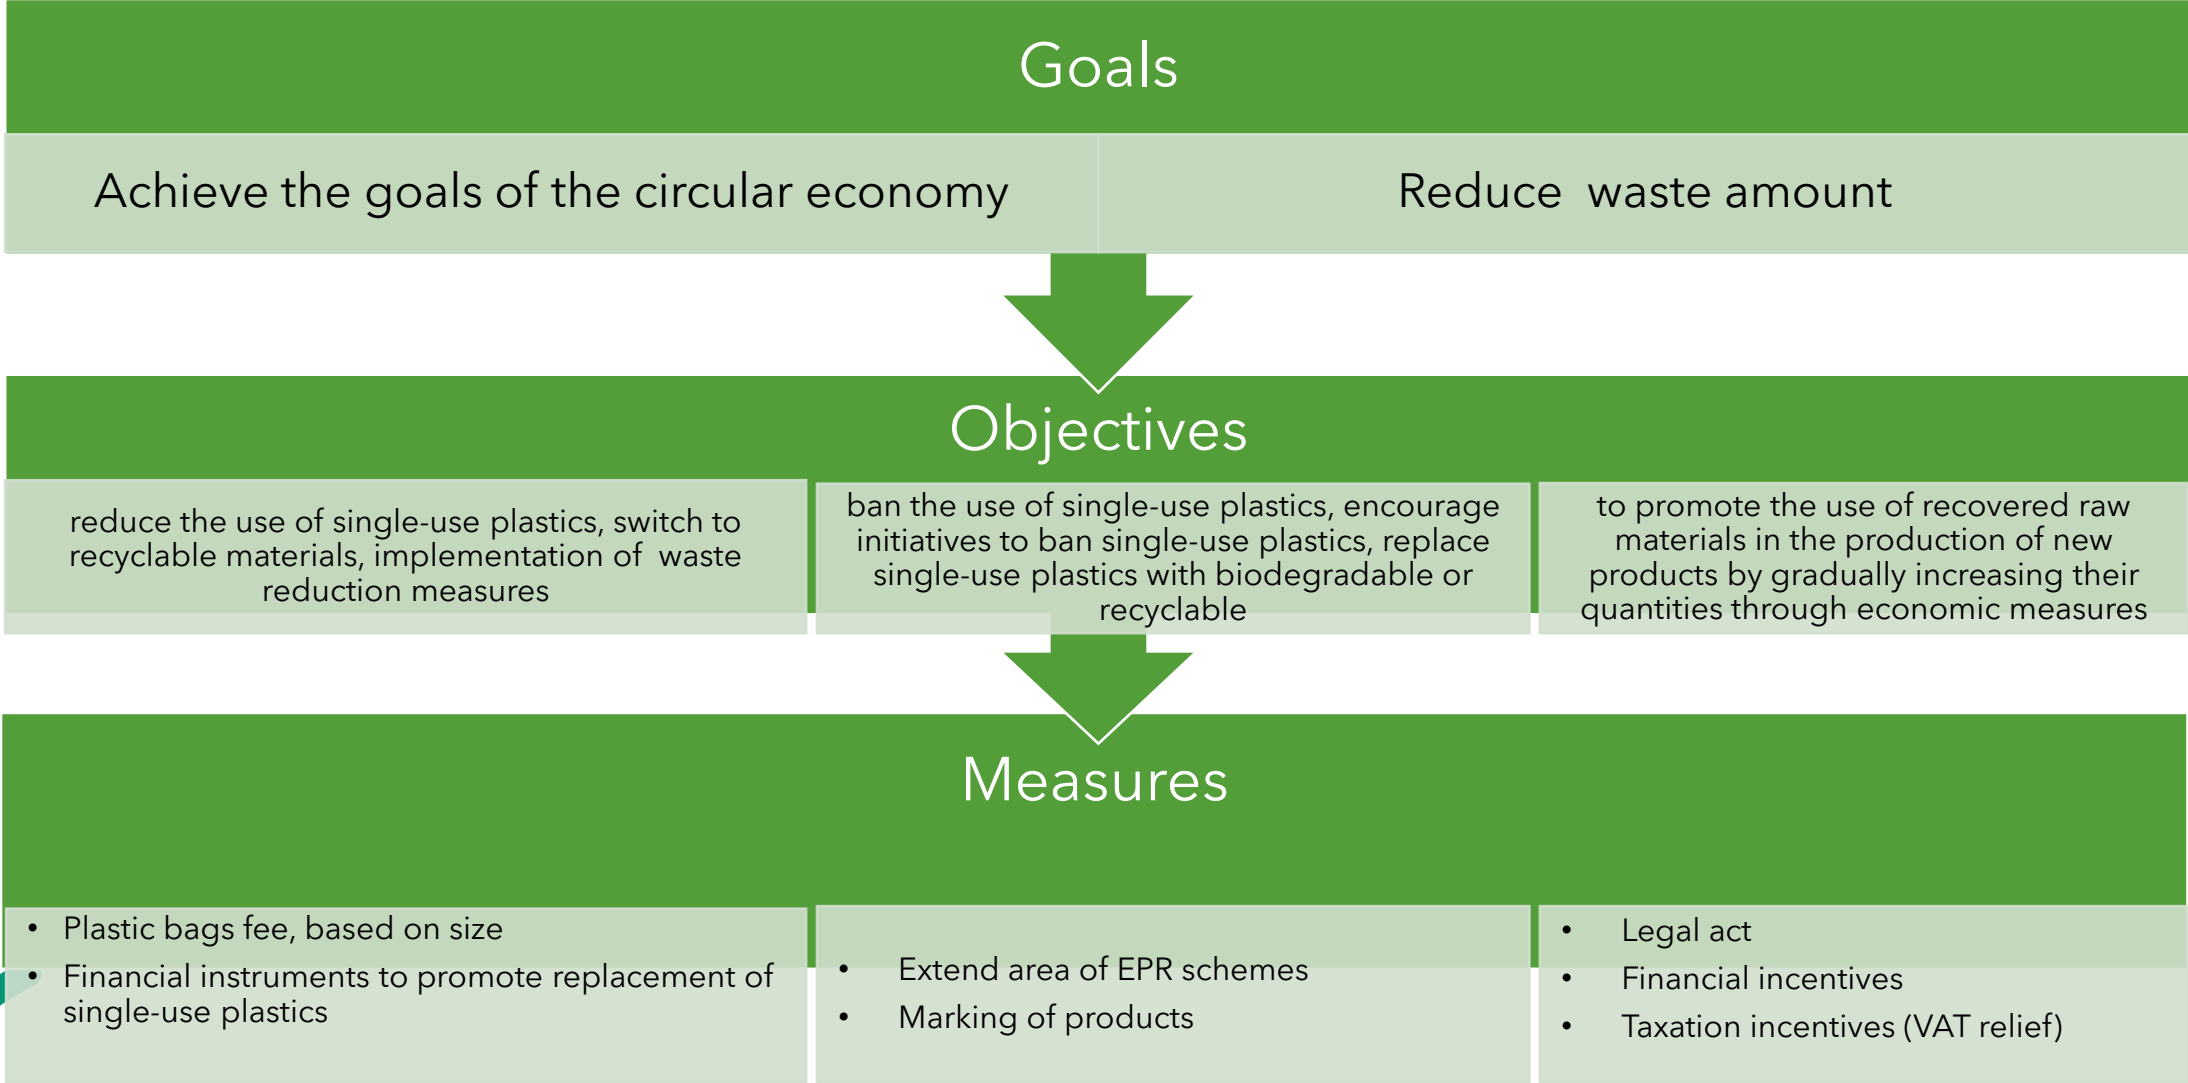 Goals
Achieve the goals of the circular economy
Reduce waste amount
Objectives
reduce the use of single-use plastics, switch to
recyclable materials, implementation of waste
reduction measures
ban the use of single-use plastics, encourage
initiatives to ban single-use plastics, replace
single-use plastics with biodegradable or
recyclable
to promote the use of recovered raw
materials in the production of new
products by gradually increasing their
quantities through economic measures
Measures
• Plastic bags fee, based on size
• Financial instruments to promote replacement of
single-use plastics
• Extend area of EPR schemes
• Marking of products
• Legal act
• Financial incentives
• Taxation incentives (VAT relief)